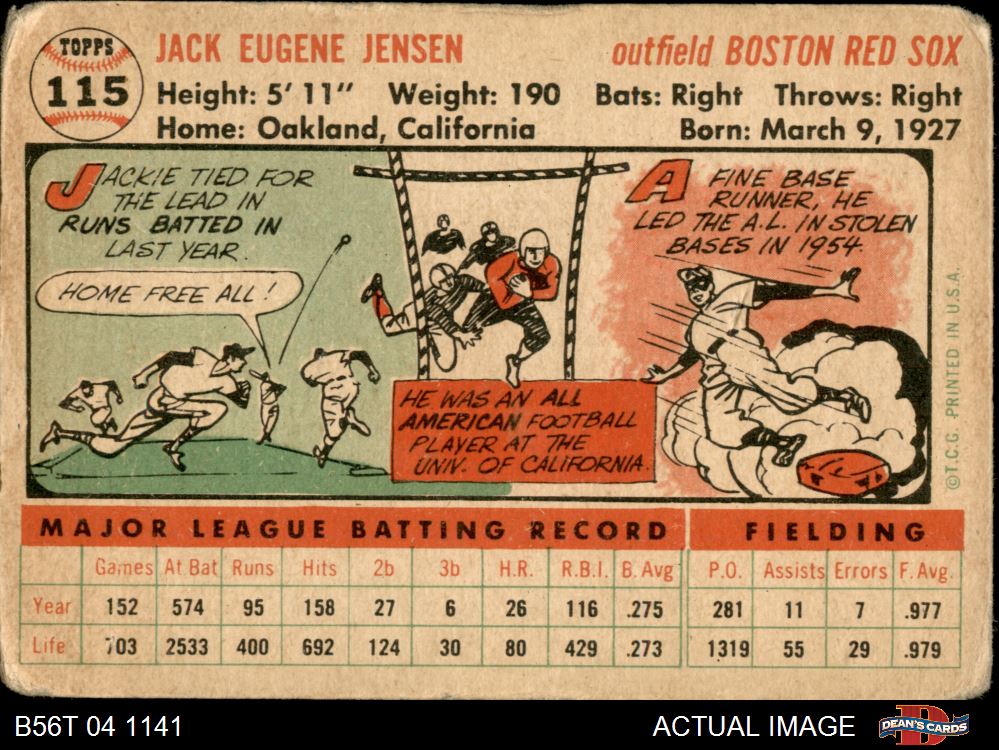 TOPPS
115
JACK EUGENE JENSEN
outfield BOSTON RED SOX
Height: 5' 11" Weight: 190 Bats: Right Throws: Right
Home: Oakland, California Born: March 9, 1927
JACKIE TIED FOR
THE LEAD IN
RUNS BATTED IN
LAST YEAR.
HOME FREE ALL!
HE WAS AN ALL
AMERICAN FOOTBALL
PLAYER AT THE
UNIV. OF CALIFORNIA.
A FINE BASE
RUNNER, HE
LED THE A.L. IN STOLEN
BASES IN 1954.
©T.C.G. PRINTED IN U.S.A.
MAJOR LEAGUE BATTING RECORD FIELDING
Games At Bat Runs Hits 2b 3b H.R. R.B.I. B. Avg P.O. Assists Errors F. Avg.
Year 152 574 95 158 27 6 26 116 .275 281 11 7 .977
Life 703 2533 400 692 124 30 80 429 .273 1319 55 29 .979
B56T 04 1141
ACTUAL IMAGE
D
DEAN'S CARDS